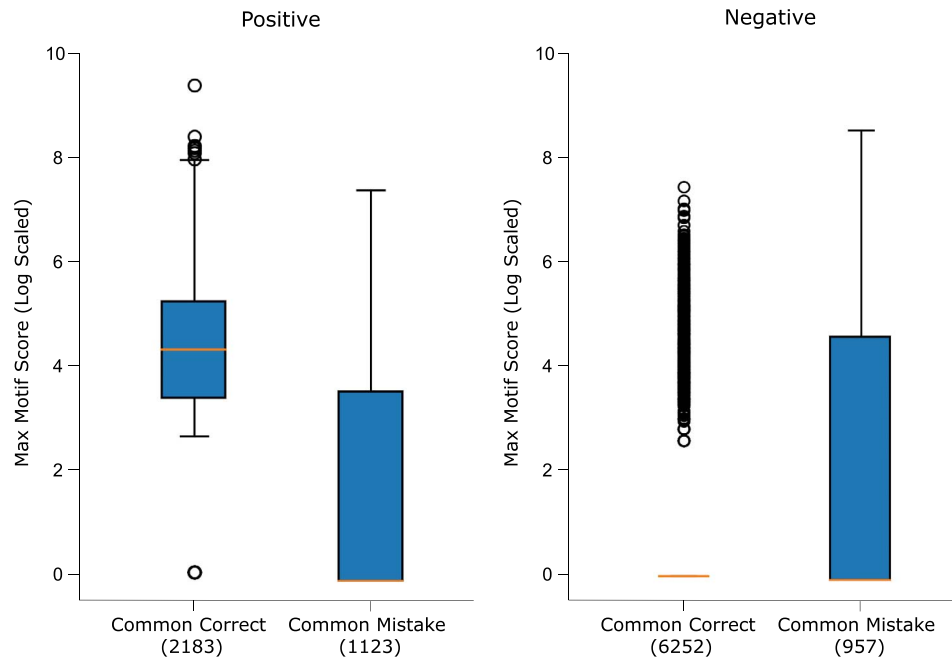 Positive
Max Motif Score (Log Scaled)
10
8
6
4
2
0
Common Correct
(2183)
Common Mistake
(1123)
Negative
Max Motif Score (Log Scaled)
10
8
6
4
2
0
Common Correct
(6252)
Common Mistake
(957)